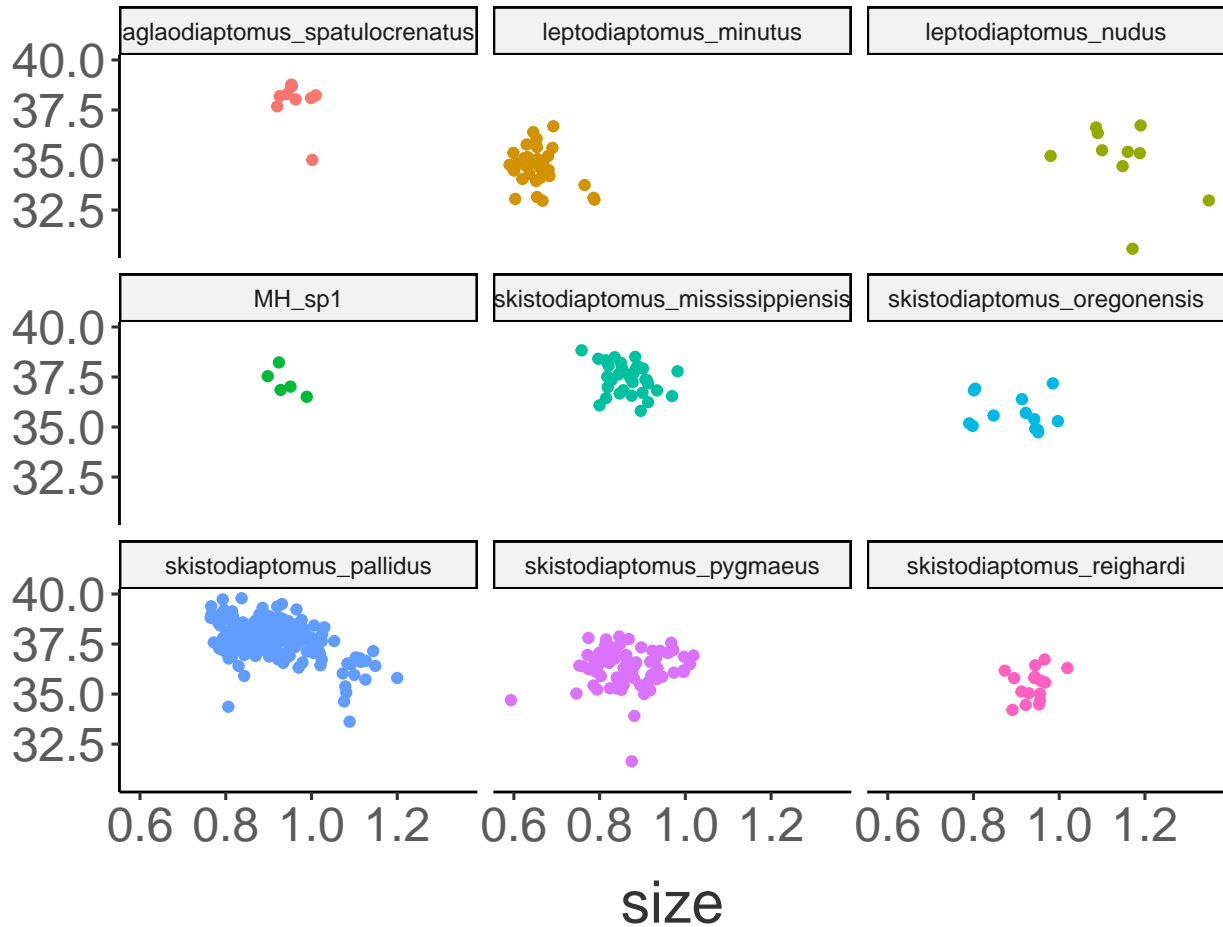 aglaodiaptomus_spatulocrenatus leptodiaptomus_minutus leptodiaptomus_nudus
40.0
37.5
35.0
32.5
MH_sp1 skistodiaptomus_mississippiensis skistodiaptomus_oregonensis
40.0
37.5
35.0
32.5
skistodiaptomus_pallidus skistodiaptomus_pygmaeus skistodiaptomus_reighardi
40.0
37.5
35.0
32.5
0.6 0.8 1.0 1.2 0.6 0.8 1.0 1.2 0.6 0.8 1.0 1.2
size